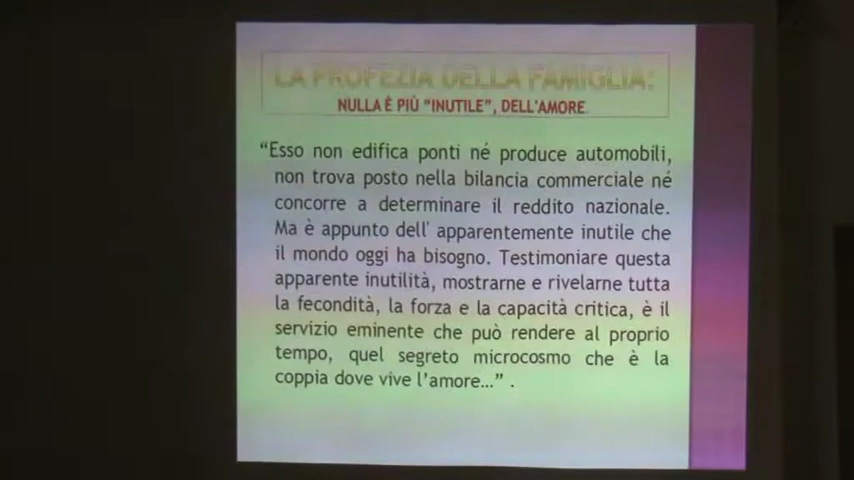 LA PROFEZIA DELLA FAMIGLIA:
NULLA È PIÙ "INUTILE", DELL'AMORE
“Esso non edifica ponti né produce automobili,
non trova posto nella bilancia commerciale né
concorre a determinare il reddito nazionale.
Ma è appunto dell' apparentemente inutile che
il mondo oggi ha bisogno. Testimoniare questa
apparente inutilità, mostrarne e rivelarne tutta
la fecondità, la forza e la capacità critica, è il
servizio eminente che può rendere al proprio
tempo, quel segreto microcosmo che è la
coppia dove vive l’amore…” .